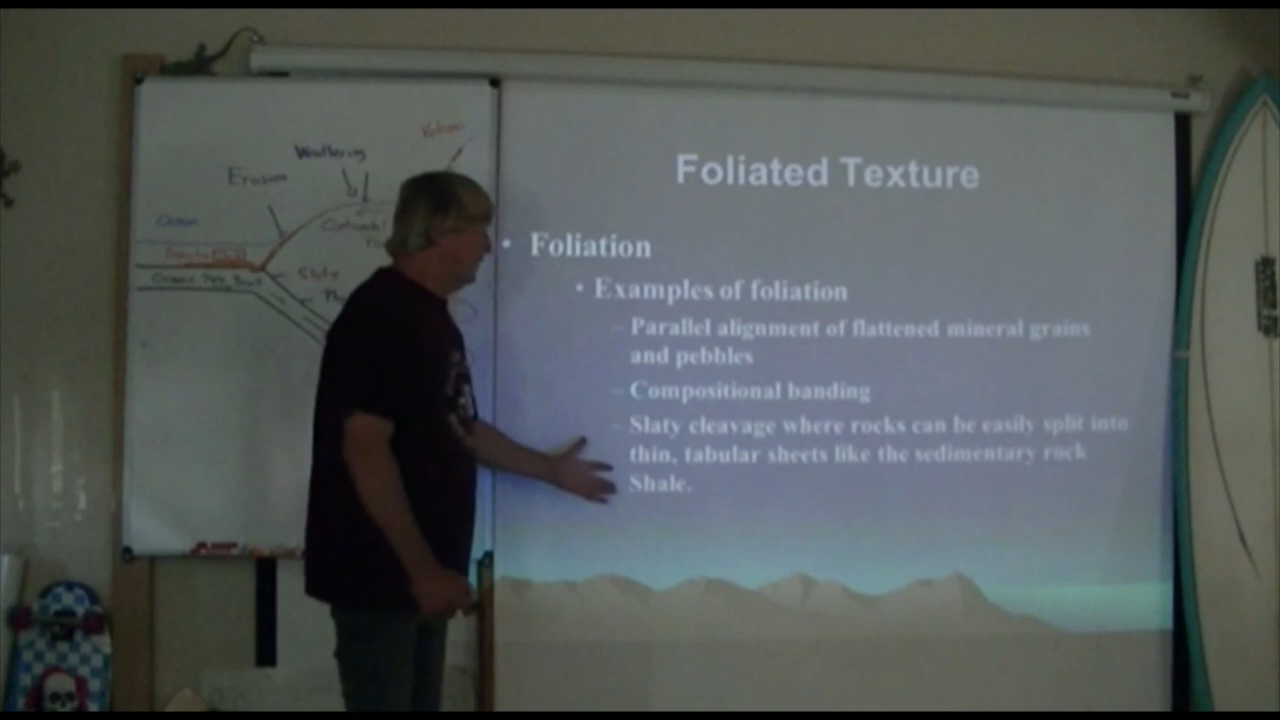 Weathering
Erosion
Ocean
Slate
Foliated Texture
• Foliation
• Examples of foliation
– Parallel alignment of flattened mineral grains
and pebbles
– Compositional banding
– Slaty cleavage where rocks can be easily split into
thin, tabular sheets like the sedimentary rock
Shale.